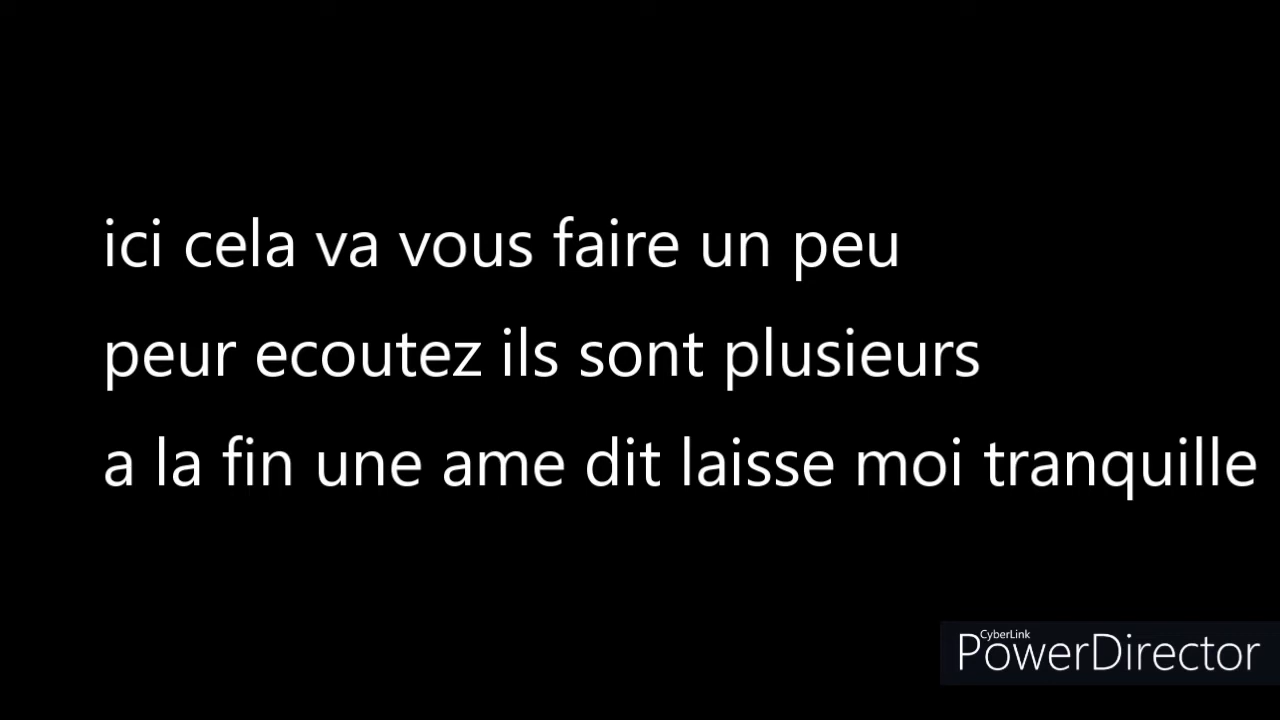 ici cela va vous faire un peu
peur ecoutez ils sont plusieurs
a la fin une ame dit laisse moi tranquille
CyberLink
PowerDirector